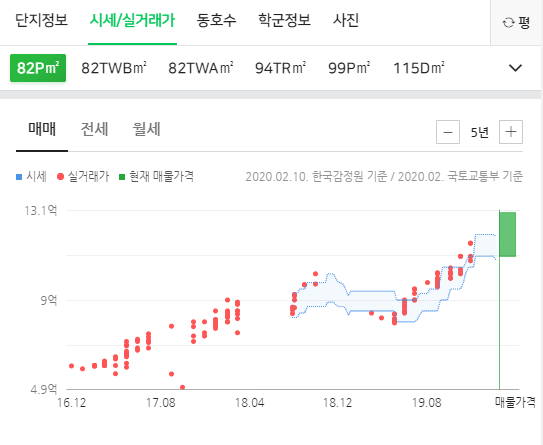 단지정보 시세/실거래가 동호수 학군정보 사진 평
82P㎡ 82TWB㎡ 82TWA㎡ 94TR㎡ 99P㎡ 115D㎡
매매 전세 월세 5년
시세 실거래가 현재 매물가격 2020.02.10. 한국감정원 기준 / 2020.02. 국토교통부 기준
13.1억
9억
4.9억
16.12 17.08 18.04 18.12 19.08 매물가격